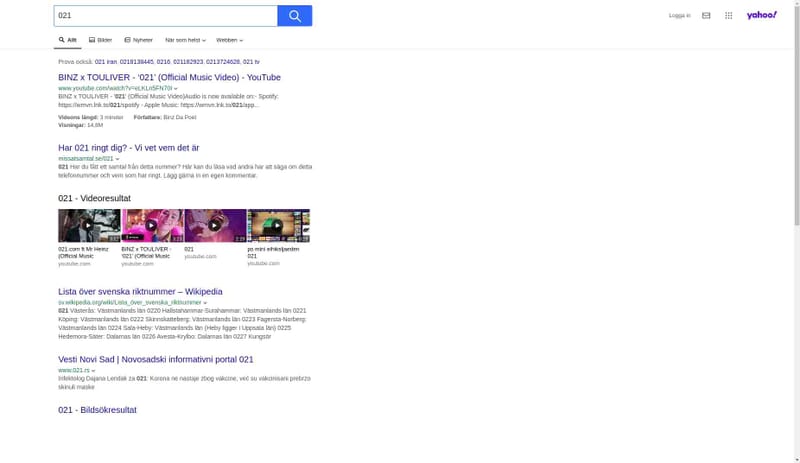 021
Logga in
yahoo!
Allt
Bilder
Nyheter
När som helst
Webben
Prova också: 021 iran, 0218138445, 0216, 021162923, 0213724628, 021 tv
BINZ x TOULIVER - '021' (Official Music Video) - YouTube
www.youtube.com/watch?v=eLKLn5FN70I
BINZ x TOULIVER - '021' (Official Music Video)Audio is now available on:- Spotify:
https://wmvn.lnk.to/021/spotify - Apple Music: https://wmvn.lnk.to/021/app...
Videons längd: 3 minuter Författare: Binz Da Poet
Visningar: 14,6M
Har 021 ringt dig? - Vi vet vem det är
missatsamtal.se/021
021 Har du fått ett samtal från detta nummer? Här kan du läsa vad andra har att säga om detta
telefonnummer och vem som har ringt. Lägg gärna in en egen kommentar.
021 - Videoresultat
021.com ft Mr Heinz
(Official Music
youtube.com
BINZ x TOULIVER -
'021' (Official Music
youtube.com
021
youtube.com
ps mini elhikeljaesten
021
youtube.com
Lista över svenska riktnummer – Wikipedia
sv.wikipedia.org/wiki/Lista_över_svenska_riktnummer
021 Västerås: Västmanlands län 0220 Hallstahammar-Surahammar: Västmanlands län 0221
Köping: Västmanlands län 0222 Skinnskatteberg: Västmanlands län 0223 Fagersta-Norberg:
Västmanlands län 0224 Sala-Heby: Västmanlands län (Heby ligger i Uppsala län) 0225
Hedemora-Säter: Dalarnas län 0226 Avesta-Krylbo: Dalarnas län 0227 Kungsör
Vesti Novi Sad | Novosadski informativni portal 021
www.021.rs
Infektolog Dajana Lendak za 021: Korona ne nastaje zbog vakcine, već su vakcinisani prebrzo
skinuli maske
021 - Bildsökresultat